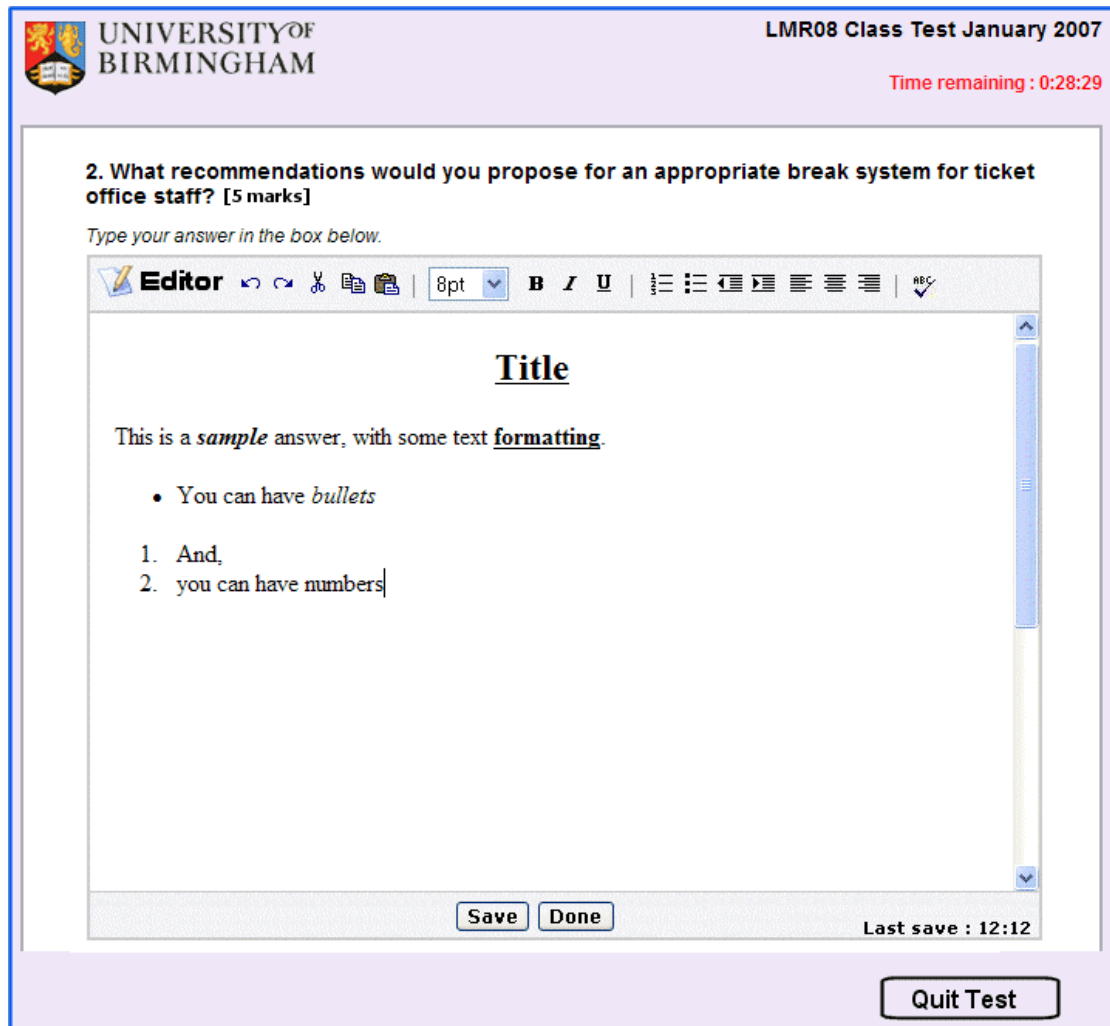 UNIVERSITY OF
BIRMINGHAM
LMR08 Class Test January 2007
Time remaining : 0:28:29
2. What recommendations would you propose for an appropriate break system for ticket
office staff? [5 marks]
Type your answer in the box below.
Editor 8pt B I U ABC
Title
This is a sample answer, with some text formatting.
• You can have bullets
1. And,
2. you can have numbers
Save Done
Last save : 12:12
Quit Test